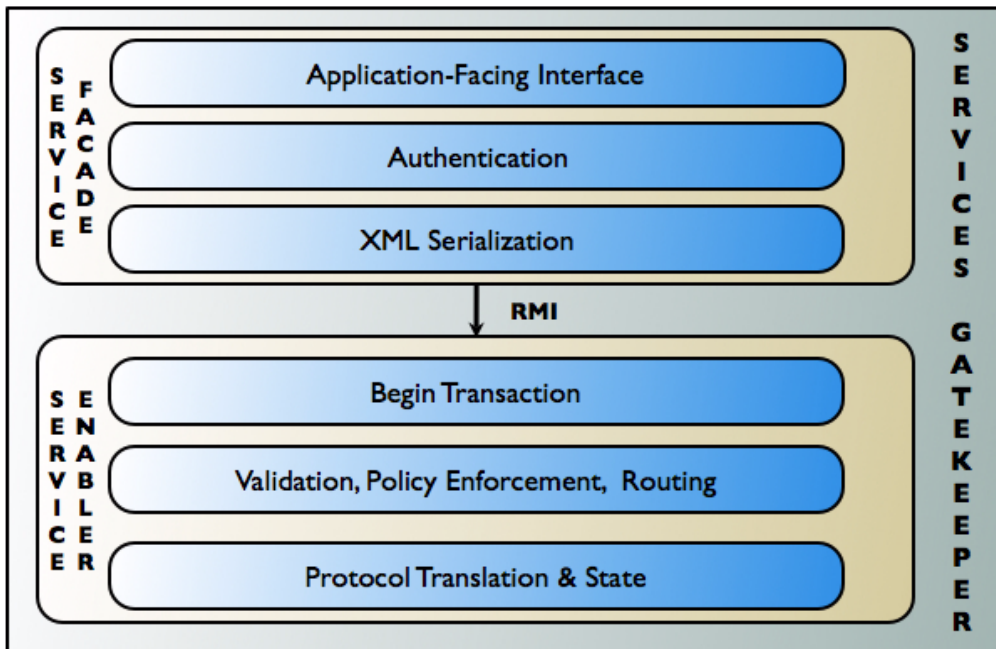 SERVICE
FACADE
Application-Facing Interface
Authentication
XML Serialization
RMI
SERVICE
ENABLER
Begin Transaction
Validation, Policy Enforcement, Routing
Protocol Translation & State
SERVICES GATEKEEPER